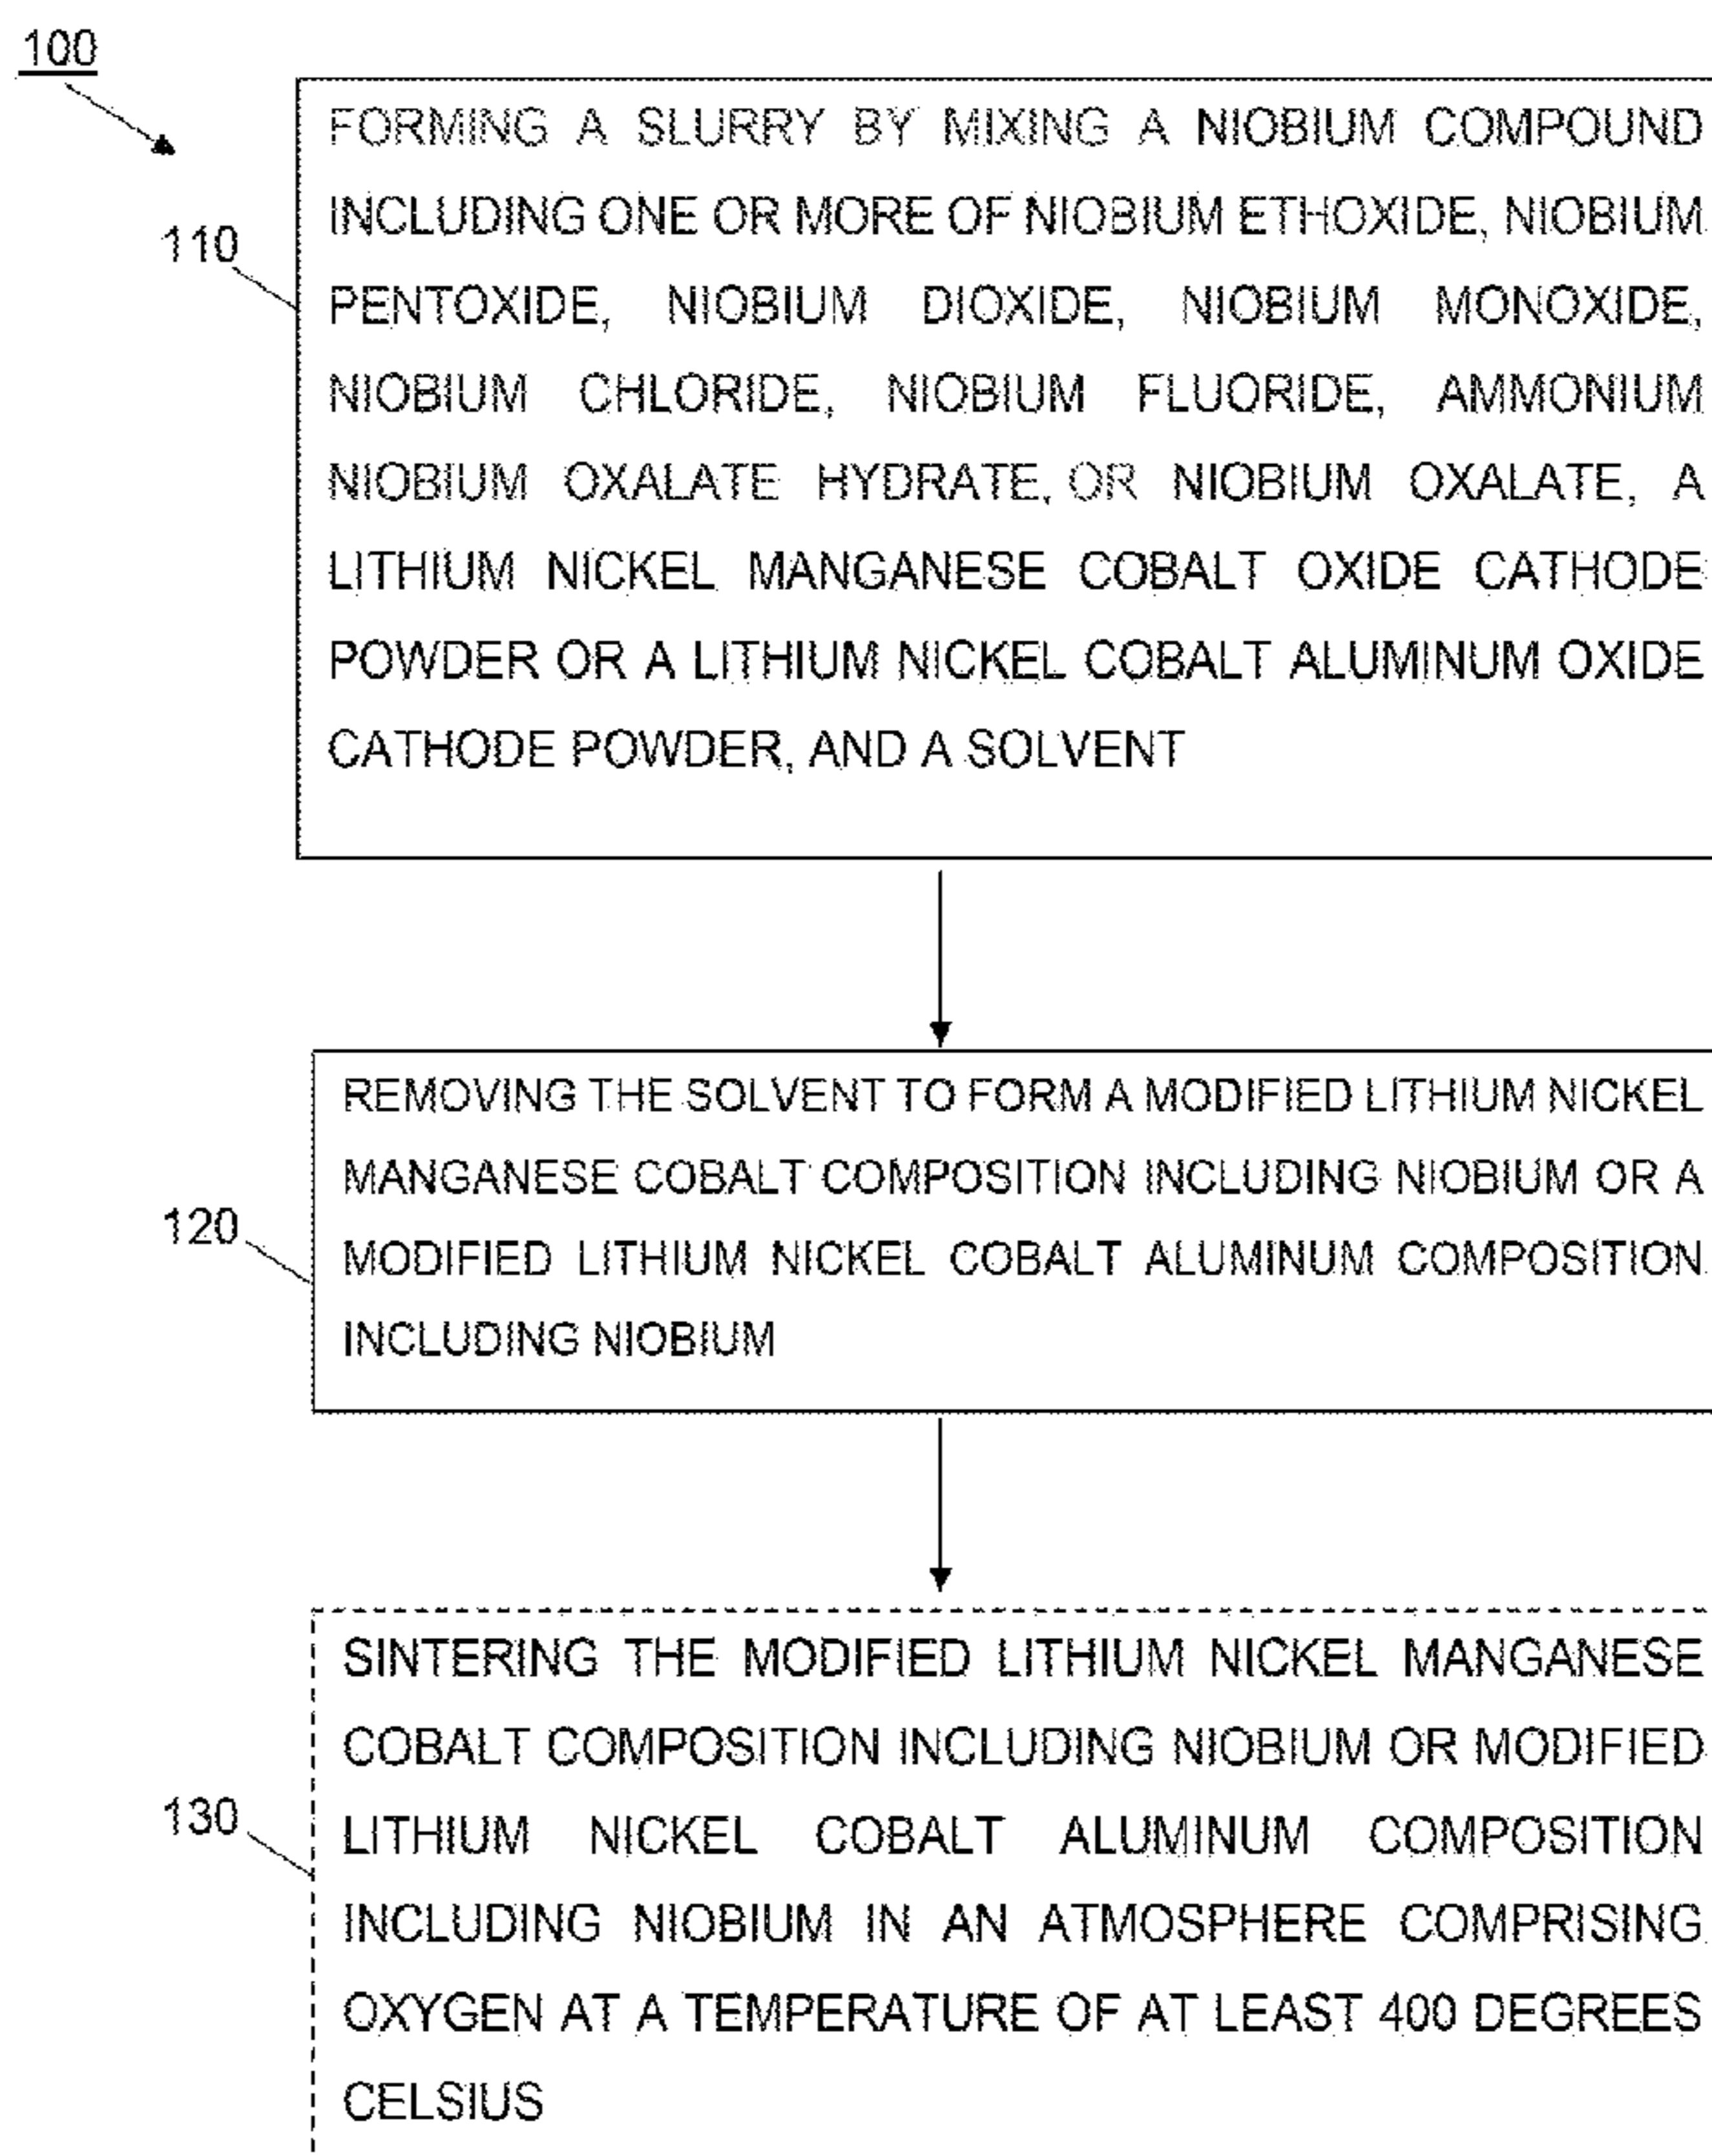 100
FORMING A SLURRY BY MIXING A NIOBIUM COMPOUND
INCLUDING ONE OR MORE OF NIOBIUM ETHOXIDE, NIOBIUM
110
PENTOXIDE, NIOBIUM DIOXIDE, NIOBIUM MONOXIDE,
NIOBIUM CHLORIDE, NIOBIUM FLUORIDE, AMMONIUM
NIOBIUM OXALATE HYDRATE, OR NIOBIUM OXALATE, A
LITHIUM NICKEL MANGANESE COBALT OXIDE CATHODE
POWDER OR A LITHIUM NICKEL COBALT ALUMINUM OXIDE
CATHODE POWDER, AND A SOLVENT
REMOVING THE SOLVENT TO FORM A MODIFIED LITHIUM NICKEL
MANGANESE COBALT COMPOSITION INCLUDING NIOBIUM OR A
120
MODIFIED LITHIUM NICKEL COBALT ALUMINUM COMPOSITION
INCLUDING NIOBIUM
SINTERING THE MODIFIED LITHIUM NICKEL MANGANESE
COBALT COMPOSITION INCLUDING NIOBIUM OR MODIFIED
130
LITHIUM NICKEL COBALT ALUMINUM COMPOSITION
INCLUDING NIOBIUM IN AN ATMOSPHERE COMPRISING
OXYGEN AT A TEMPERATURE OF AT LEAST 400 DEGREES
CELSIUS